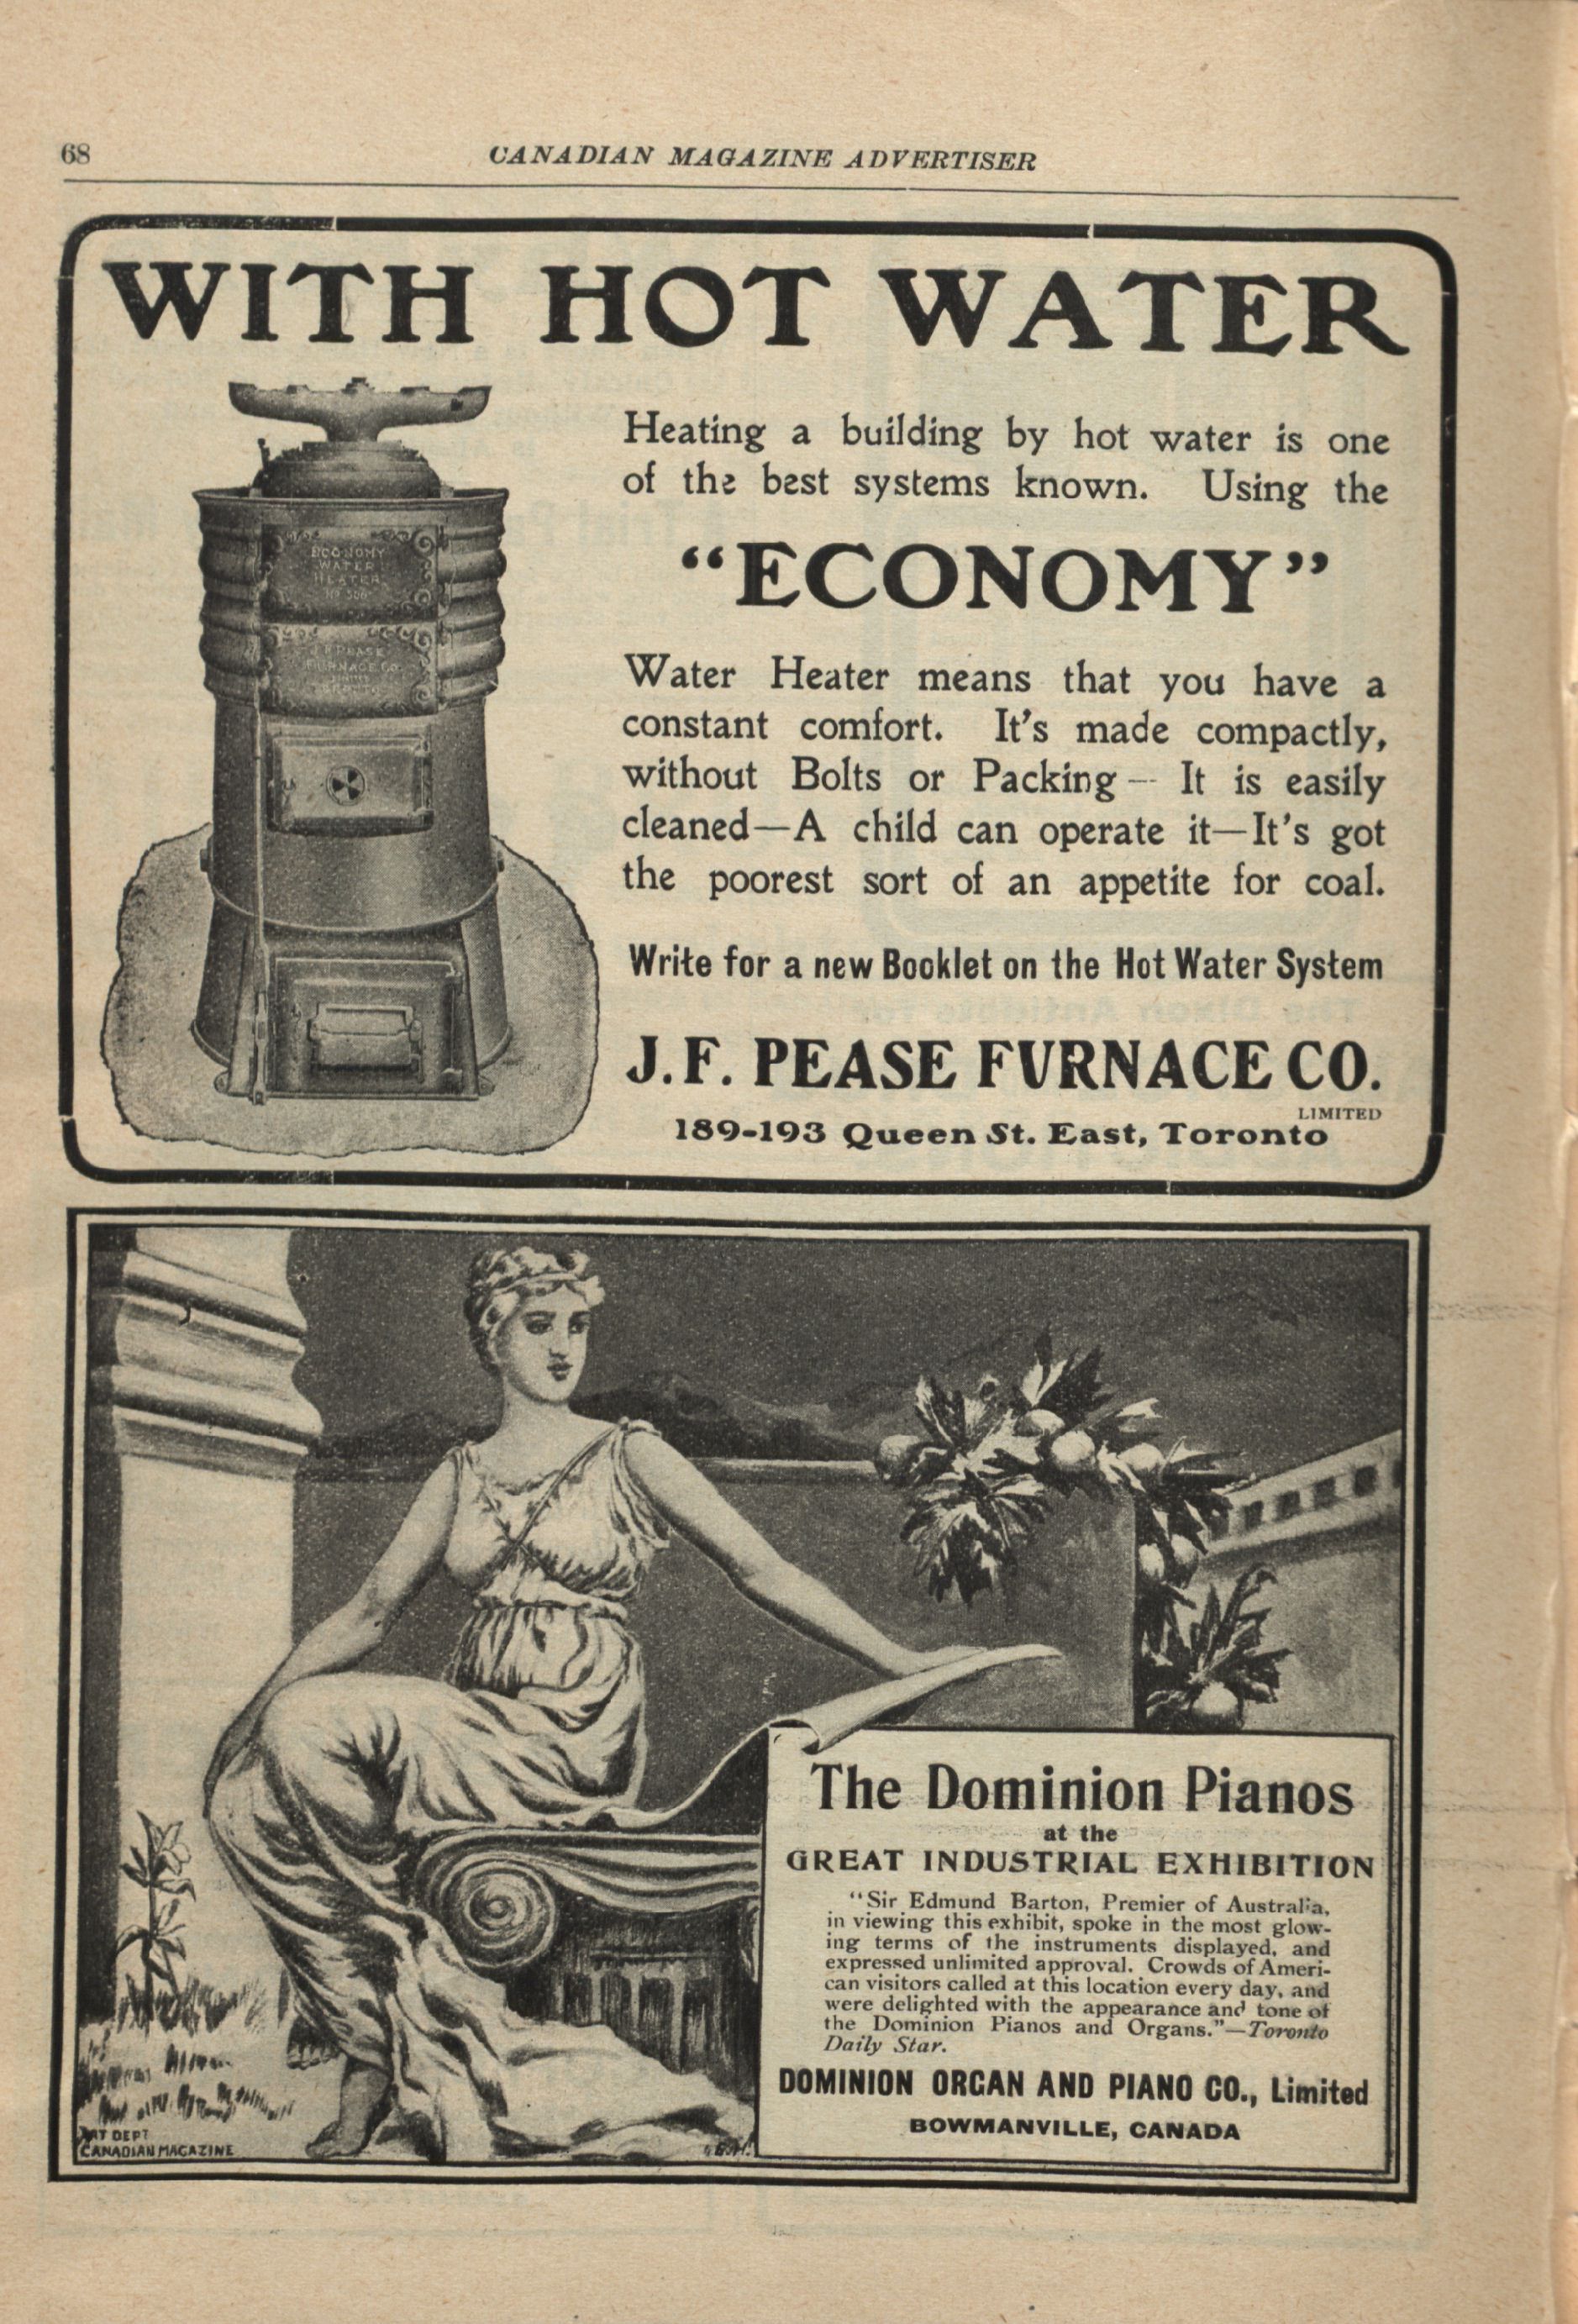 68
CANADIAN MAGAZINE ADVERTISER
WITH HOT WATER
ECONOMY
WATER
HEATER
J F PEASE
FURNACE CO
TORONTO
Heating a building by hot water is one
of the best systems known. Using the
“ECONOMY”
Water Heater means that you have a
constant comfort. It's made compactly,
without Bolts or Packing — It is easily
cleaned—A child can operate it—It's got
the poorest sort of an appetite for coal.
Write for a new Booklet on the Hot Water System
J. F. PEASE FURNACE CO.
LIMITED
189-193 Queen St. East, Toronto
The Dominion Pianos
at the
GREAT INDUSTRIAL EXHIBITION
“Sir Edmund Barton, Premier of Australia,
in viewing this exhibit, spoke in the most glow-
ing terms of the instruments displayed, and
expressed unlimited approval. Crowds of Ameri-
can visitors called at this location every day, and
were delighted with the appearance and tone of
the Dominion Pianos and Organs.”—Toronto
Daily Star.
DOMINION ORGAN AND PIANO CO., Limited
BOWMANVILLE, CANADA
ART DEPT
CANADIAN MAGAZINE